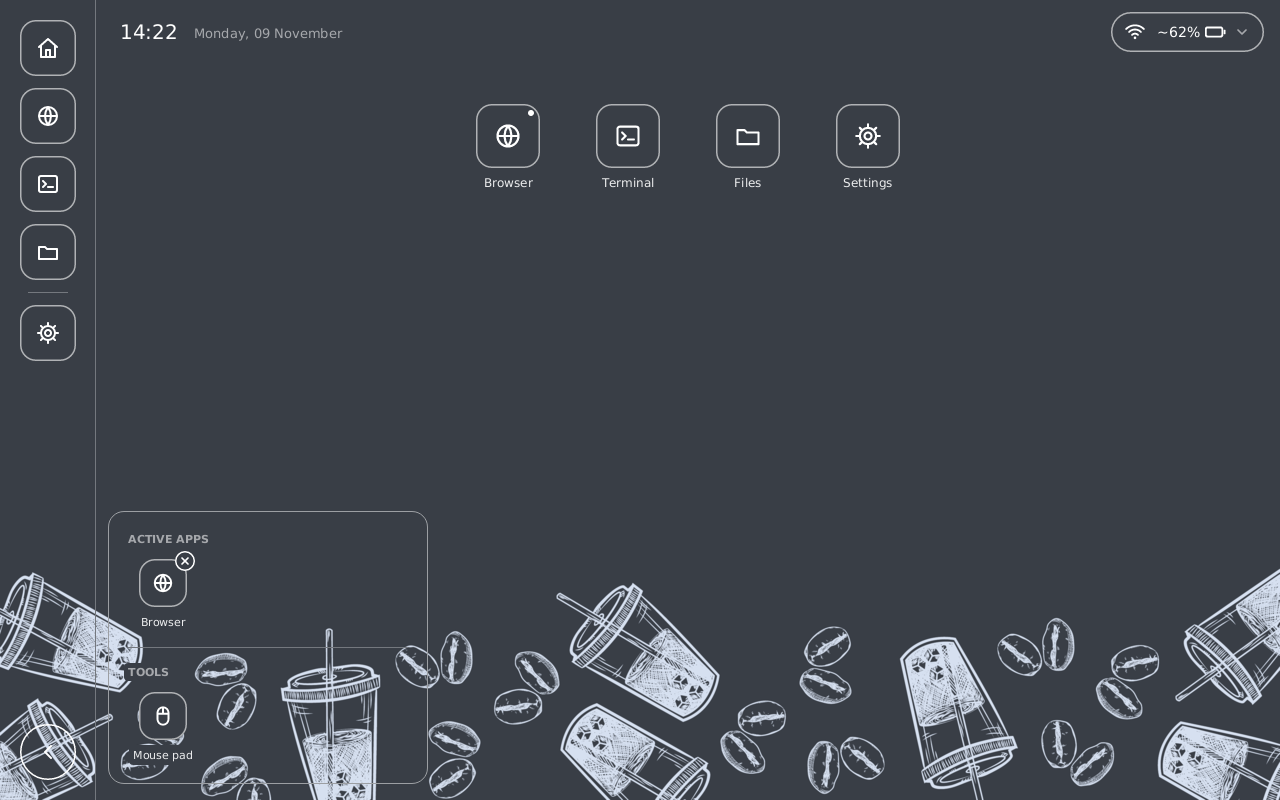 14:22 Monday, 09 November
~62%
Browser Terminal Files Settings
ACTIVE APPS
Browser
TOOLS
Mouse pad